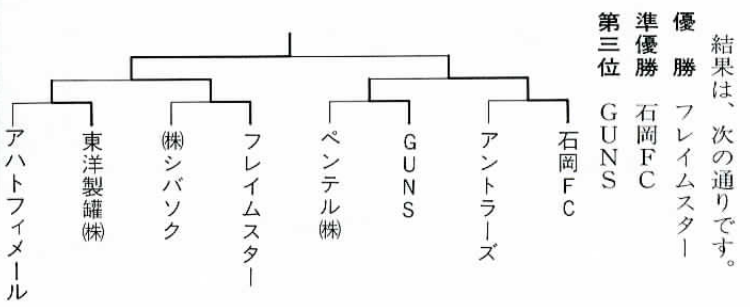 結果は、次の通りです。
優　勝　フレイムスター
準優勝　石岡FC
第三位　GUNS
石岡FC
アントラーズ
GUNS
ペンテル㈱
フレイムスター
㈱シバソク
東洋製罐㈱
アハトフィメール